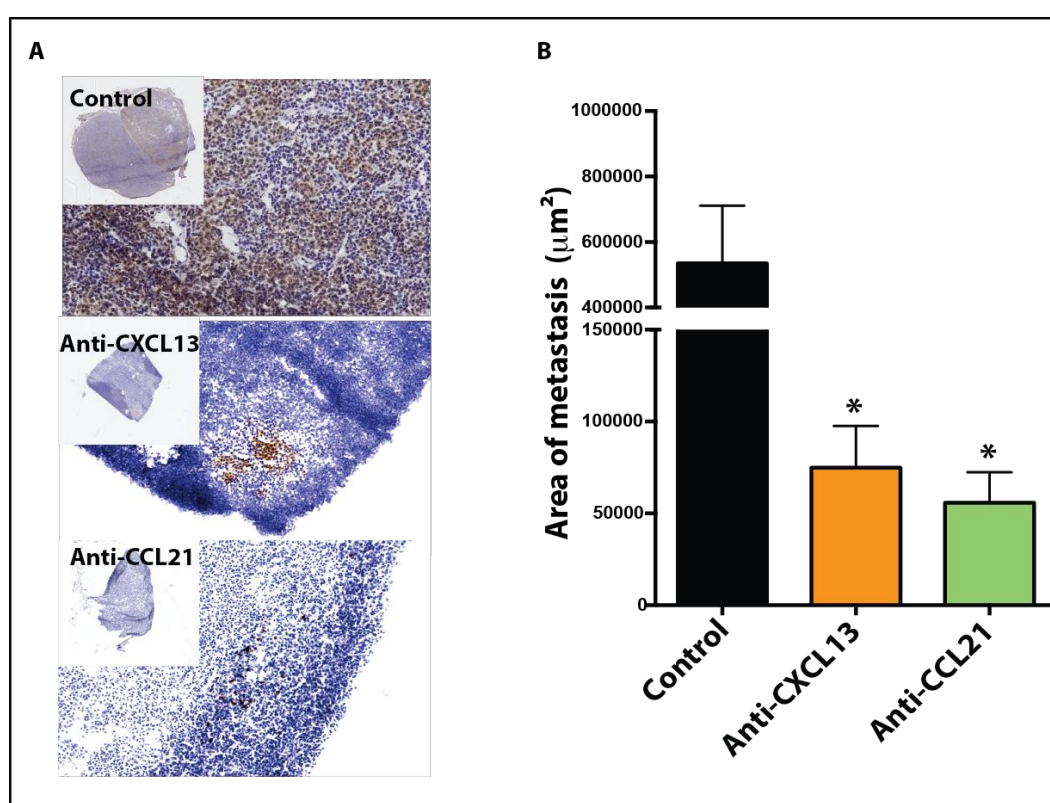 A
Control
Anti-CXCL13
Anti-CCL21
B
Area of metastasis (μm²)
1000000
800000
600000
400000
150000
100000
50000
0
*
*
Control
Anti-CXCL13
Anti-CCL21